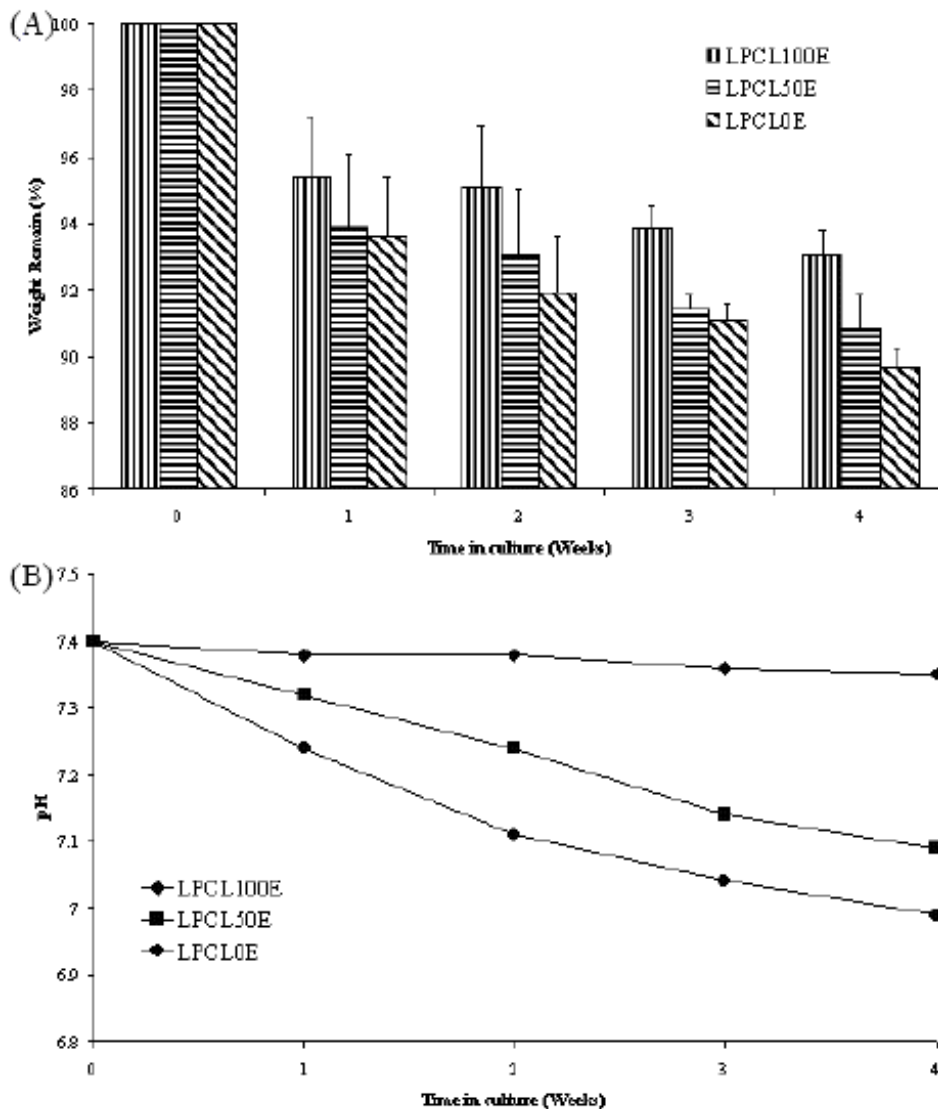 (A)
100
98
96
94
92
90
88
86
Weight Remain (%)
LPCL100E
LPCL50E
LPCL0E
0 1 2 3 4
Time in culture (Weeks)
(B)
7.5
7.4
7.3
7.2
7.1
7
6.9
6.8
pH
LPCL100E
LPCL50E
LPCL0E
0 1 1 3 4
Time in culture (Weeks)